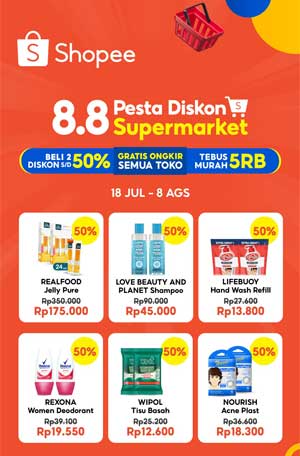 Shopee
8.8 Pesta Diskon
Supermarket
BELI 2
DISKON S/D 50%
GRATIS ONGKIR
SEMUA TOKO
TEBUS
MURAH 5RB
18 JUL - 8 AGS
50%
REALFOOD
Jelly Pure
Rp350.000
Rp175.000
50%
LOVE BEAUTY AND
PLANET Shampoo
Rp90.000
Rp45.000
50%
LIFEBUOY
Hand Wash Refill
Rp27.600
Rp13.800
50%
REXONA
Women Deodorant
Rp39.100
Rp19.550
50%
WIPOL
Tisu Basah
Rp25.200
Rp12.600
50%
NOURISH
Acne Plast
Rp36.600
Rp18.300